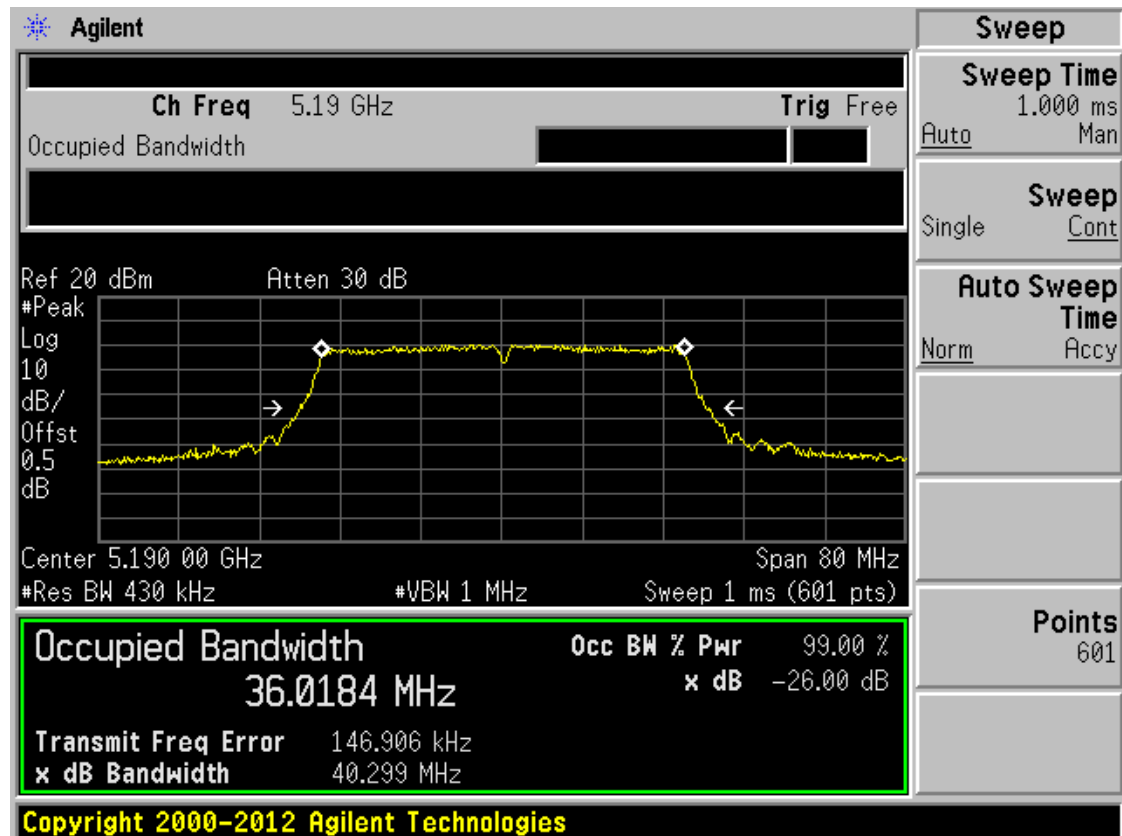 Agilent
Sweep
Ch Freq 5.19 GHz Trig Free
Occupied Bandwidth
Sweep Time
1.000 ms
Auto Man
Sweep
Single Cont
Auto Sweep
Time
Norm Accy
Points
601
Ref 20 dBm Atten 30 dB
#Peak
Log
10
dB/
Offst
0.5
dB
Center 5.190 00 GHz Span 80 MHz
#Res BW 430 kHz #VBW 1 MHz Sweep 1 ms (601 pts)
Occupied Bandwidth Occ BW % Pwr 99.00 %
36.0184 MHz x dB -26.00 dB
Transmit Freq Error 146.906 kHz
x dB Bandwidth 40.299 MHz
Copyright 2000-2012 Agilent Technologies